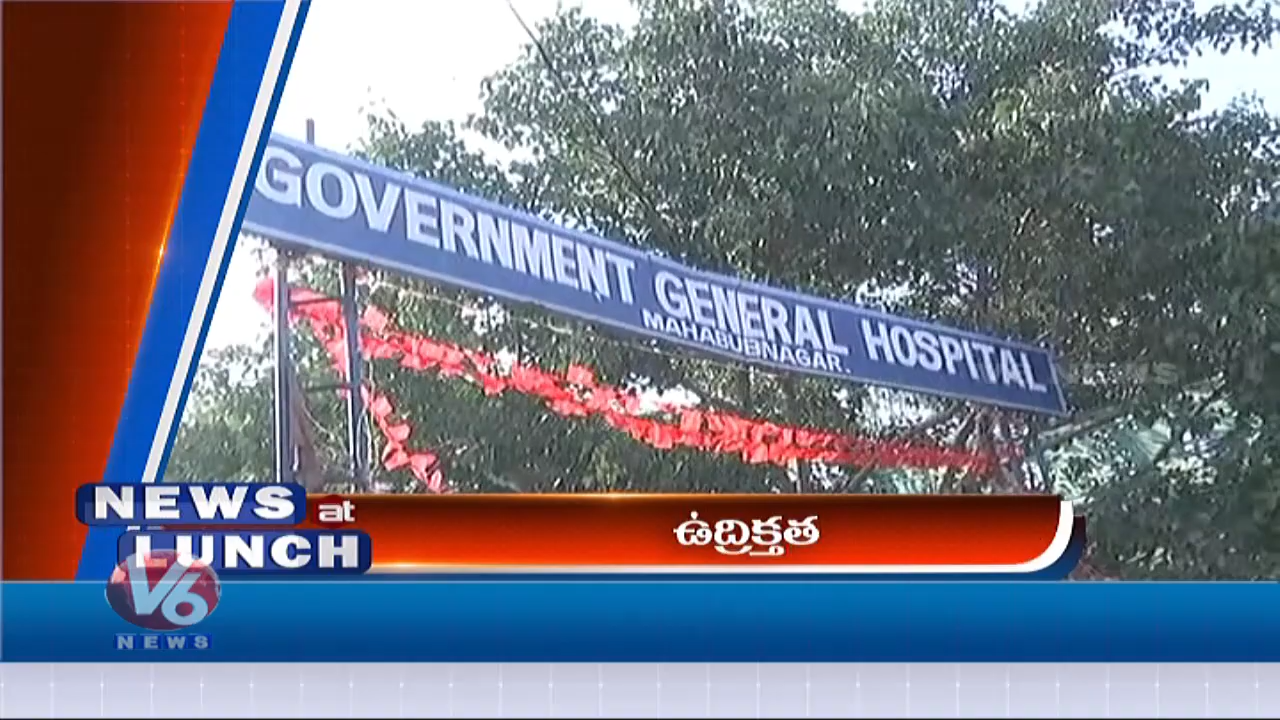 GOVERNMENT GENERAL HOSPITAL
MAHABUBNAGAR.
NEWS at
LUNCH
ఉద్రిక్తత
V6
NEWS